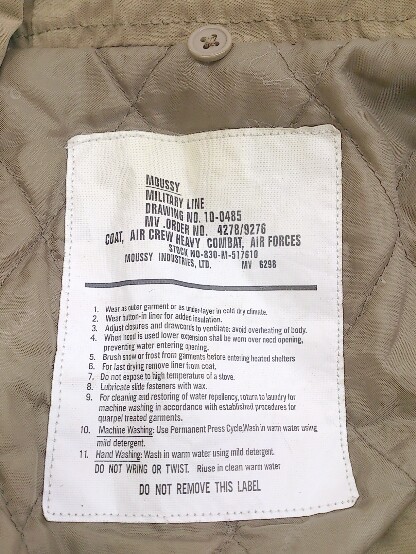 MOUSSY
MILITARY LINE
DRAWING NO. 10-0485
MV .ORDER NO. 4278/9276
COAT, AIR CREW HEAVY COMBAT, AIR FORCES
STOCK NO-830-M-517610
MOUSSY INDUSTRIES, LTD. MV 6298
1. Wear as outer garment or as underlayer in cold dry climate.
2. Wear button-in liner for added insulation.
3. Adjust closures and drawcords to ventilate: avoid overheating of body.
4. When hood is used lower extension shall be worn over neck opening,
preventing water entering opening.
5. Brush snow or frost from garments before entering heated shelters
6. For fast drying remove liner from coat.
7. Do not expose to high temperature of a stove.
8. Lubricate slide fasteners with wax.
9. For cleaning and restoring of water repellency, return to laundry for
machine washing in accordance with established procedures for
quarpel treated garments.
10. Machine Washing: Use Permanent Press Cycle.Wash in warm water using
mild detergent.
11. Hand Washing: Wash in warm water using mild detergent.
DO NOT WRING OR TWIST. Riuse in clean warm water
DO NOT REMOVE THIS LABEL